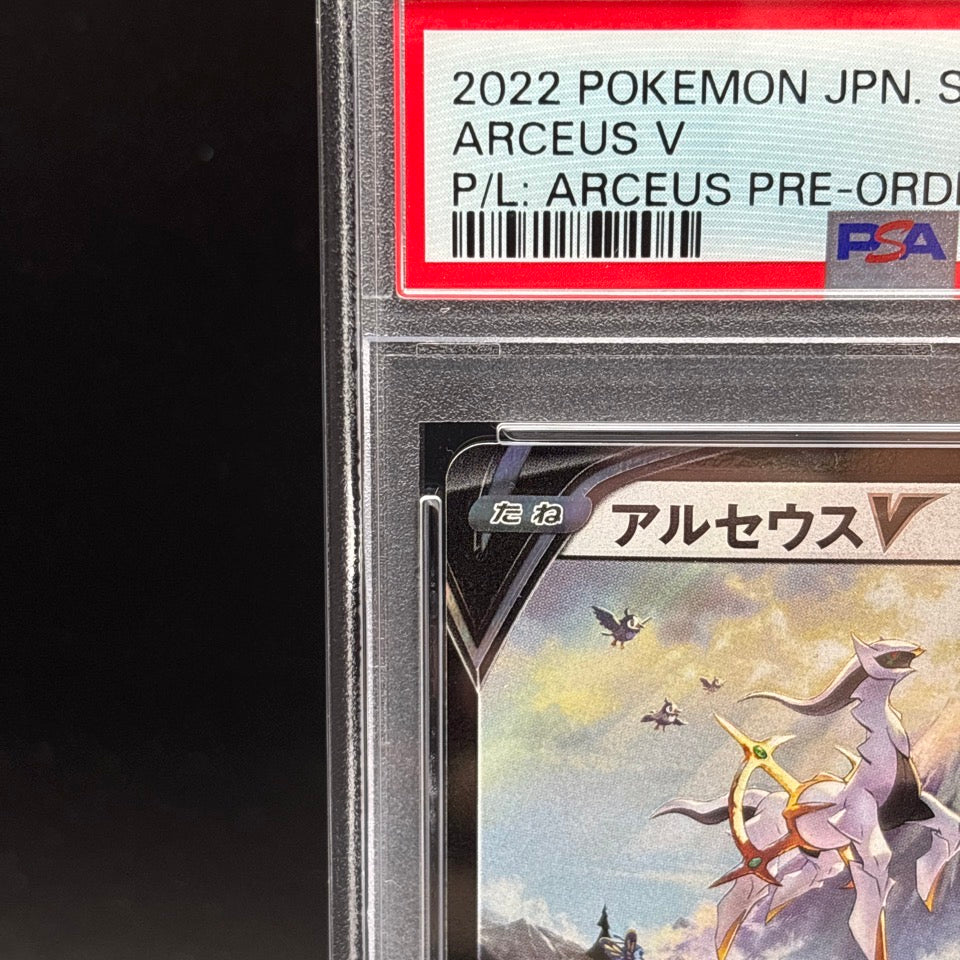 2022 POKEMON JPN. S
ARCEUS V
P/L: ARCEUS PRE-ORD
PSA
たね アルセウスV